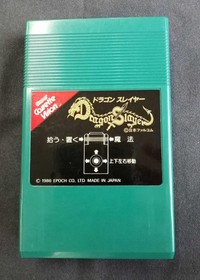 Super
Cassette
Vision
ドラゴン スレイヤー
Dragon Slayer
©日本ファルコム
拾う・置く
魔法
上下左右移動
© 1986 EPOCH CO. LTD. MADE IN JAPAN